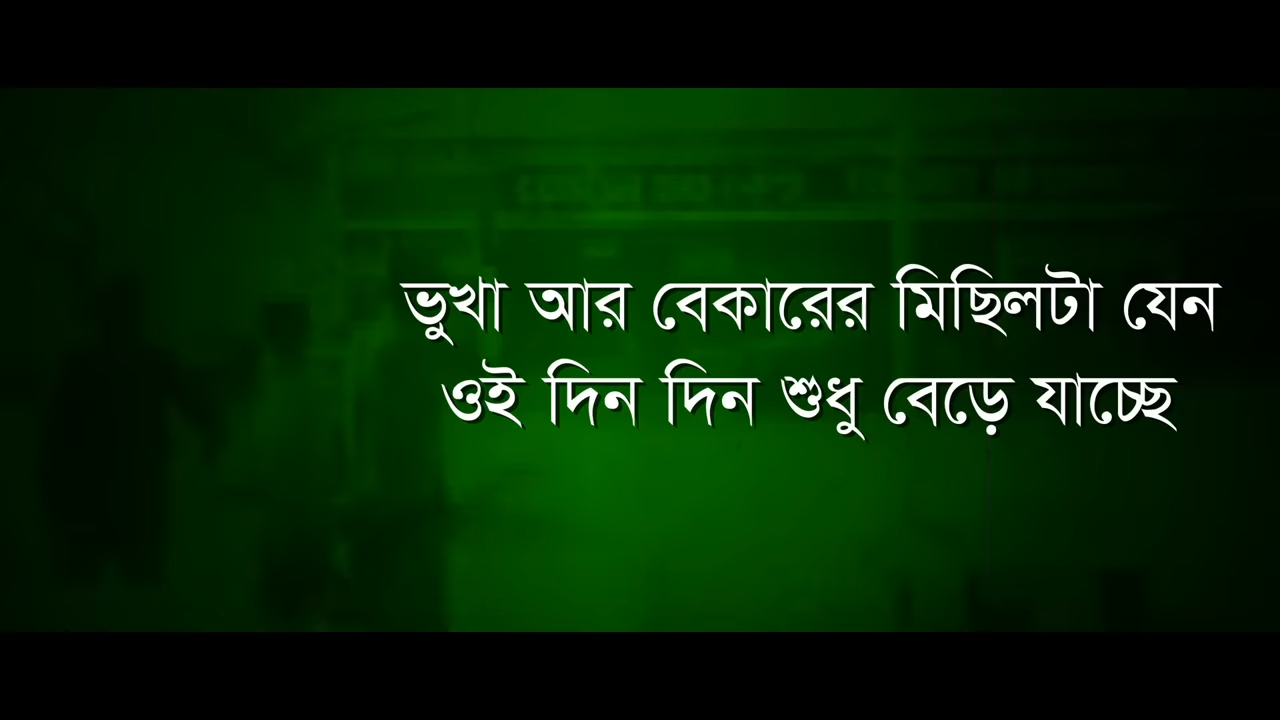 ভুখা আর বেকারের মিছিলটা যেন
ওই দিন দিন শুধু বেড়ে যাচ্ছে